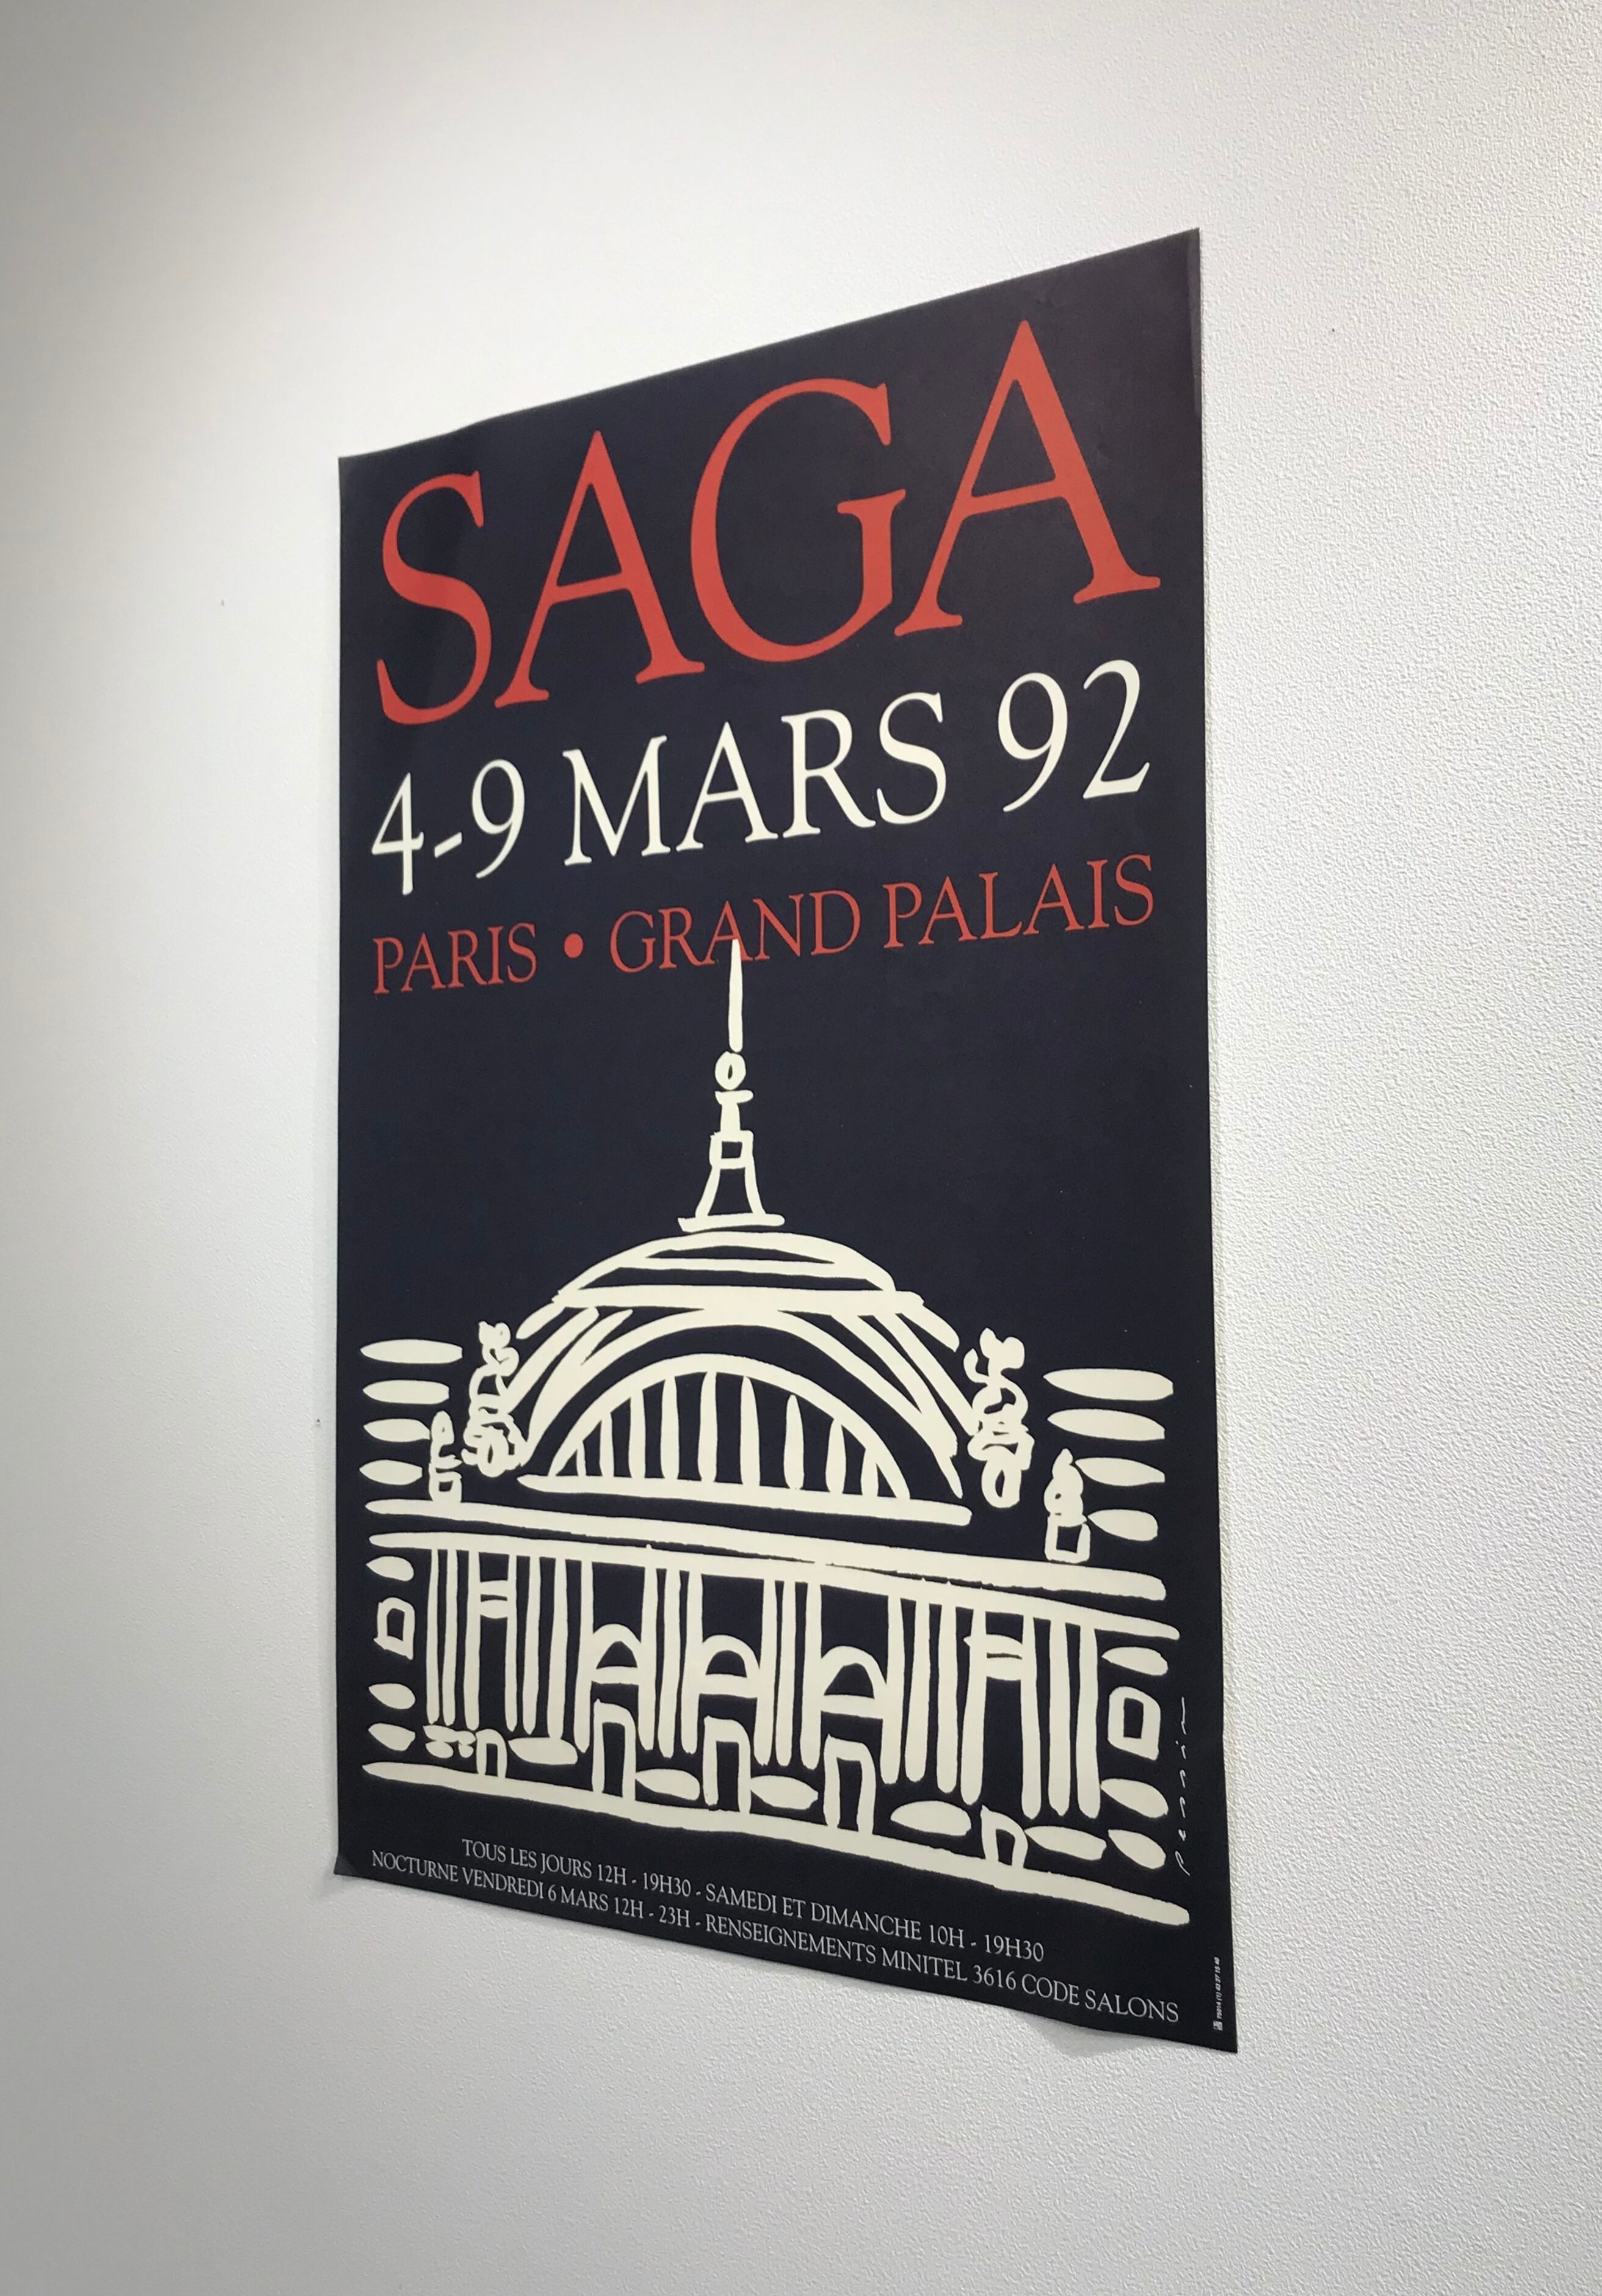 SAGA
4-9 MARS 92
PARIS • GRAND PALAIS
TOUS LES JOURS 12H - 19H30 - SAMEDI ET DIMANCHE 10H - 19H30
NOCTURNE VENDREDI 6 MARS 12H - 23H - RENSEIGNEMENTS MINITEL 3616 CODE SALONS